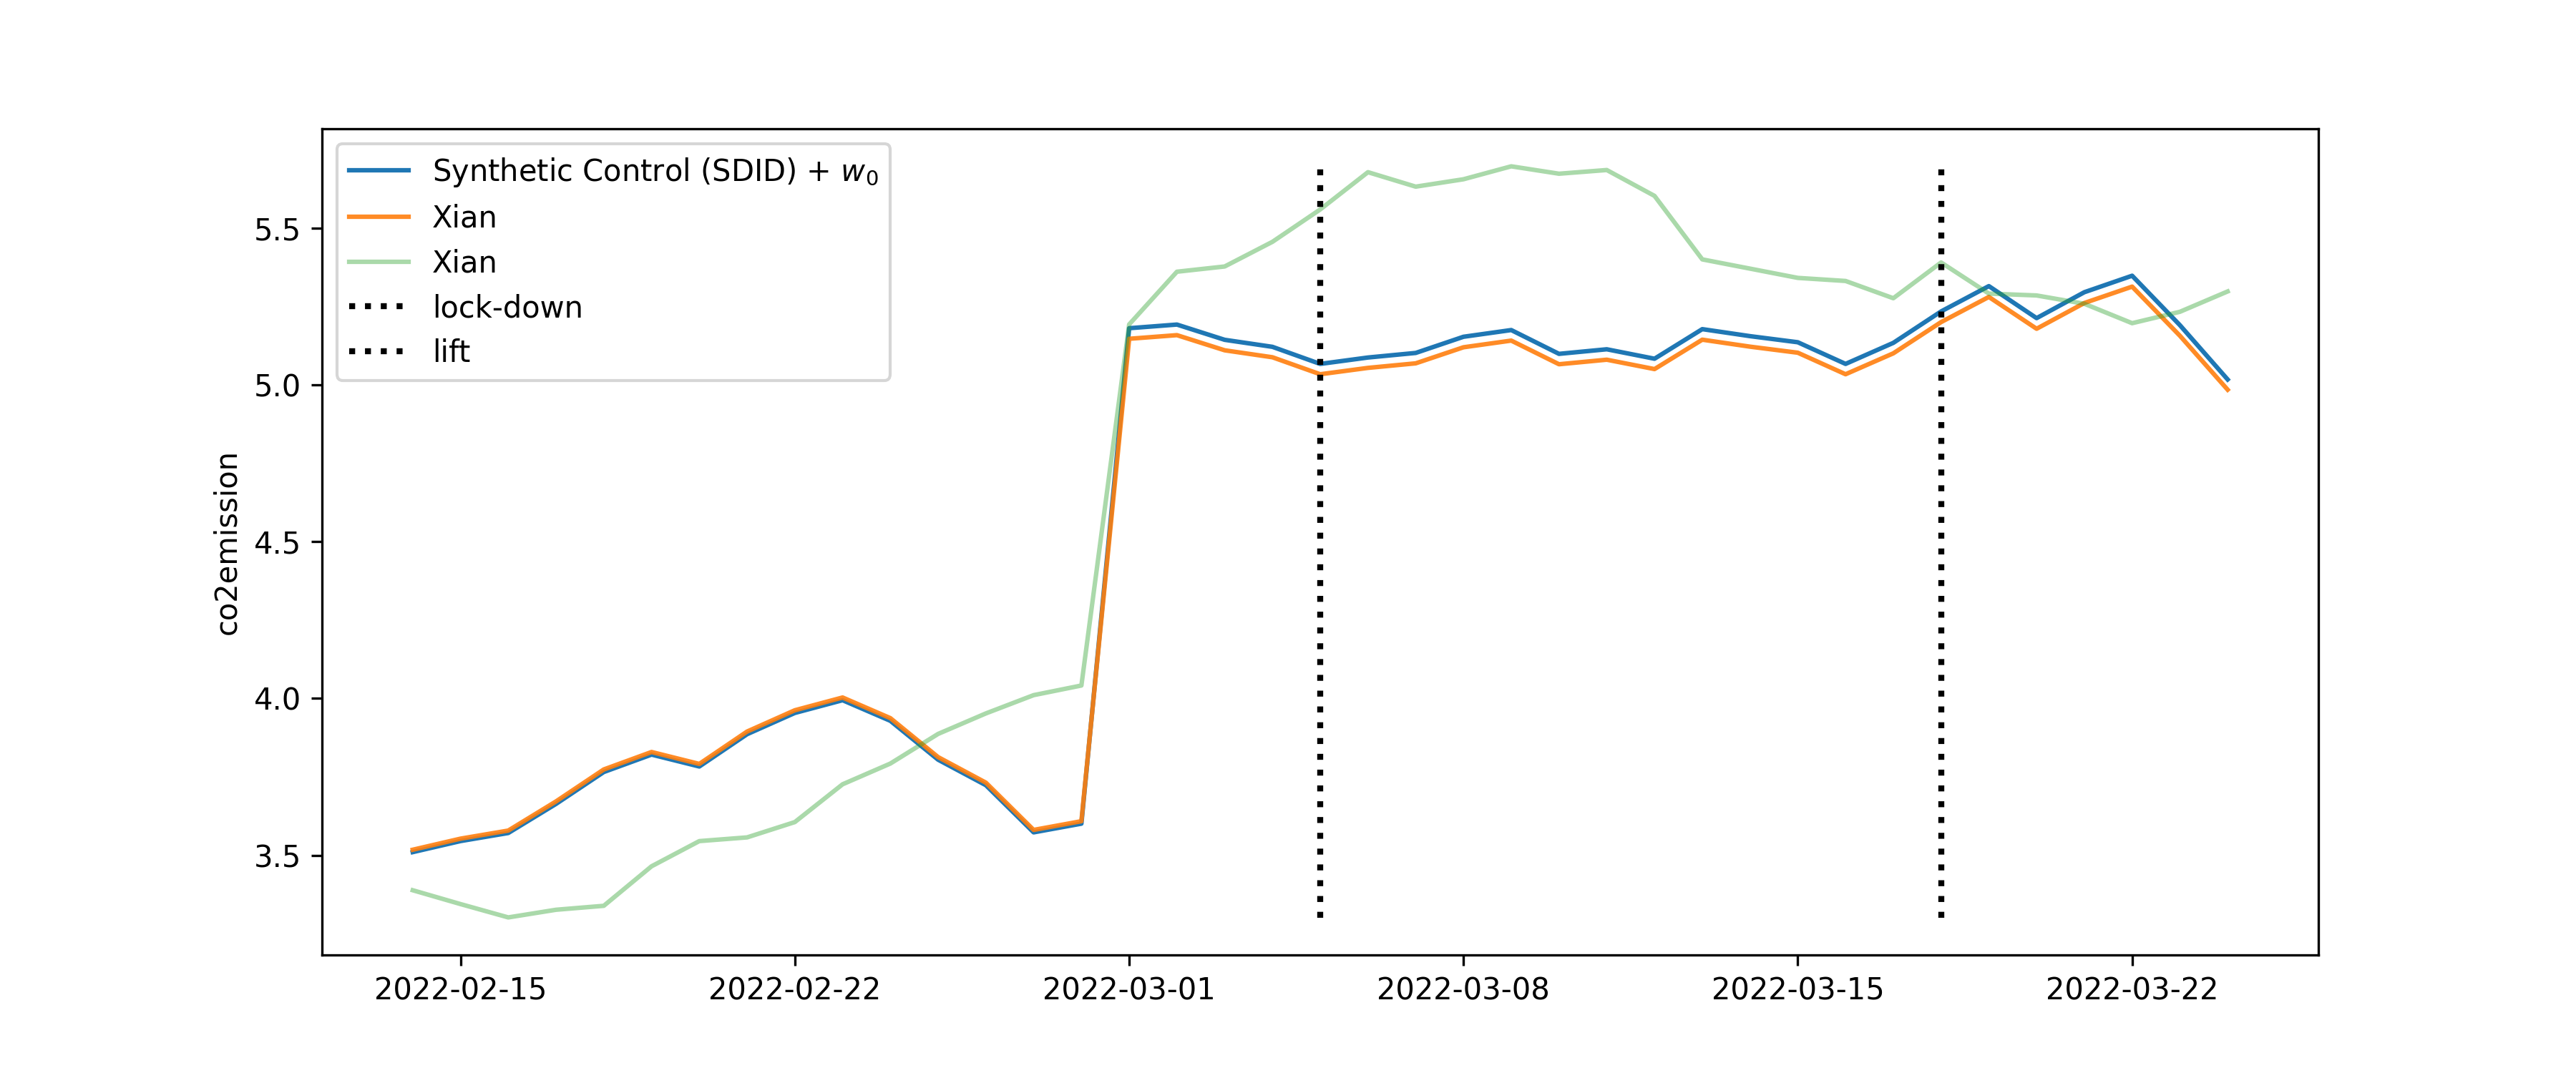 Synthetic Control (SDID) + w₀
Xian
Xian
lock-down
lift
co2emission
5.5
5.0
4.5
4.0
3.5
2022-02-15
2022-02-22
2022-03-01
2022-03-08
2022-03-15
2022-03-22